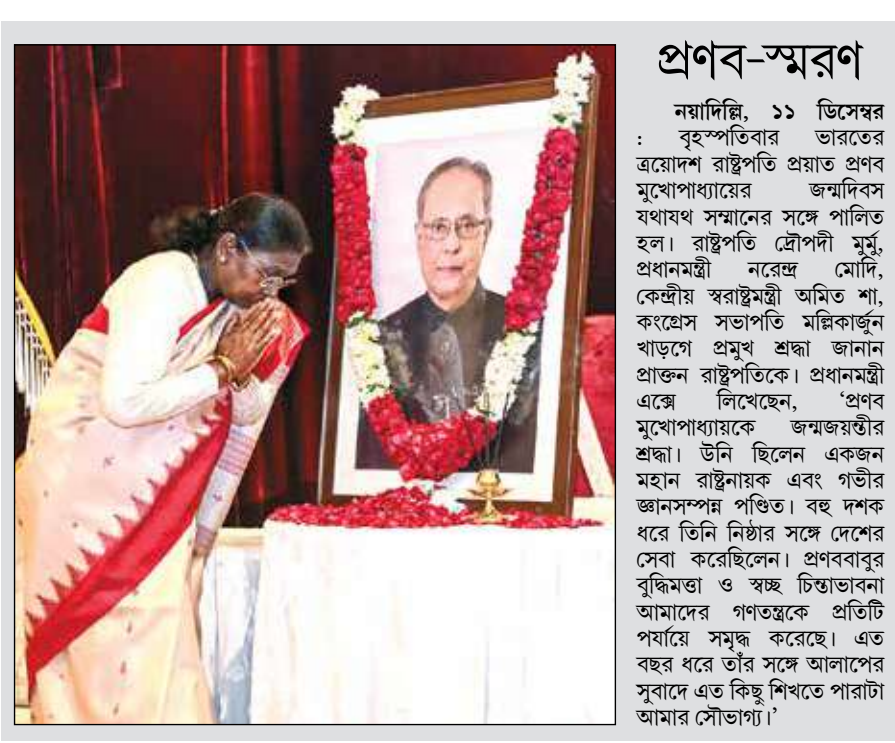 প্রণব-স্মরণ
নয়াদিল্লি, ১১ ডিসেম্বর
: বৃহস্পতিবার ভারতের
ত্রয়োদশ রাষ্ট্রপতি প্রয়াত প্রণব
মুখোপাধ্যায়ের জন্মদিবস
যথাযথ সম্মানের সঙ্গে পালিত
হল। রাষ্ট্রপতি দ্রৌপদী মুর্মু,
প্রধানমন্ত্রী নরেন্দ্র মোদি,
কেন্দ্রীয় স্বরাষ্ট্রমন্ত্রী অমিত শা,
কংগ্রেস সভাপতি মল্লিকার্জুন
খাড়গে প্রমুখ শ্রদ্ধা জানান
প্রাক্তন রাষ্ট্রপতিকে। প্রধানমন্ত্রী
এক্সে লিখেছেন, ‘প্রণব
মুখোপাধ্যায়কে জন্মজয়ন্তীর
শ্রদ্ধা। উনি ছিলেন একজন
মহান রাষ্ট্রনায়ক এবং গভীর
জ্ঞানসম্পন্ন পণ্ডিত। বহু দশক
ধরে তিনি নিষ্ঠার সঙ্গে দেশের
সেবা করেছিলেন। প্রণববাবুর
বুদ্ধিমত্তা ও স্বচ্ছ চিন্তাভাবনা
আমাদের গণতন্ত্রকে প্রতিটি
পর্যায়ে সমৃদ্ধ করেছে। এত
বছর ধরে তাঁর সঙ্গে আলাপের
সুবাদে এত কিছু শিখতে পারাটা
আমার সৌভাগ্য।’